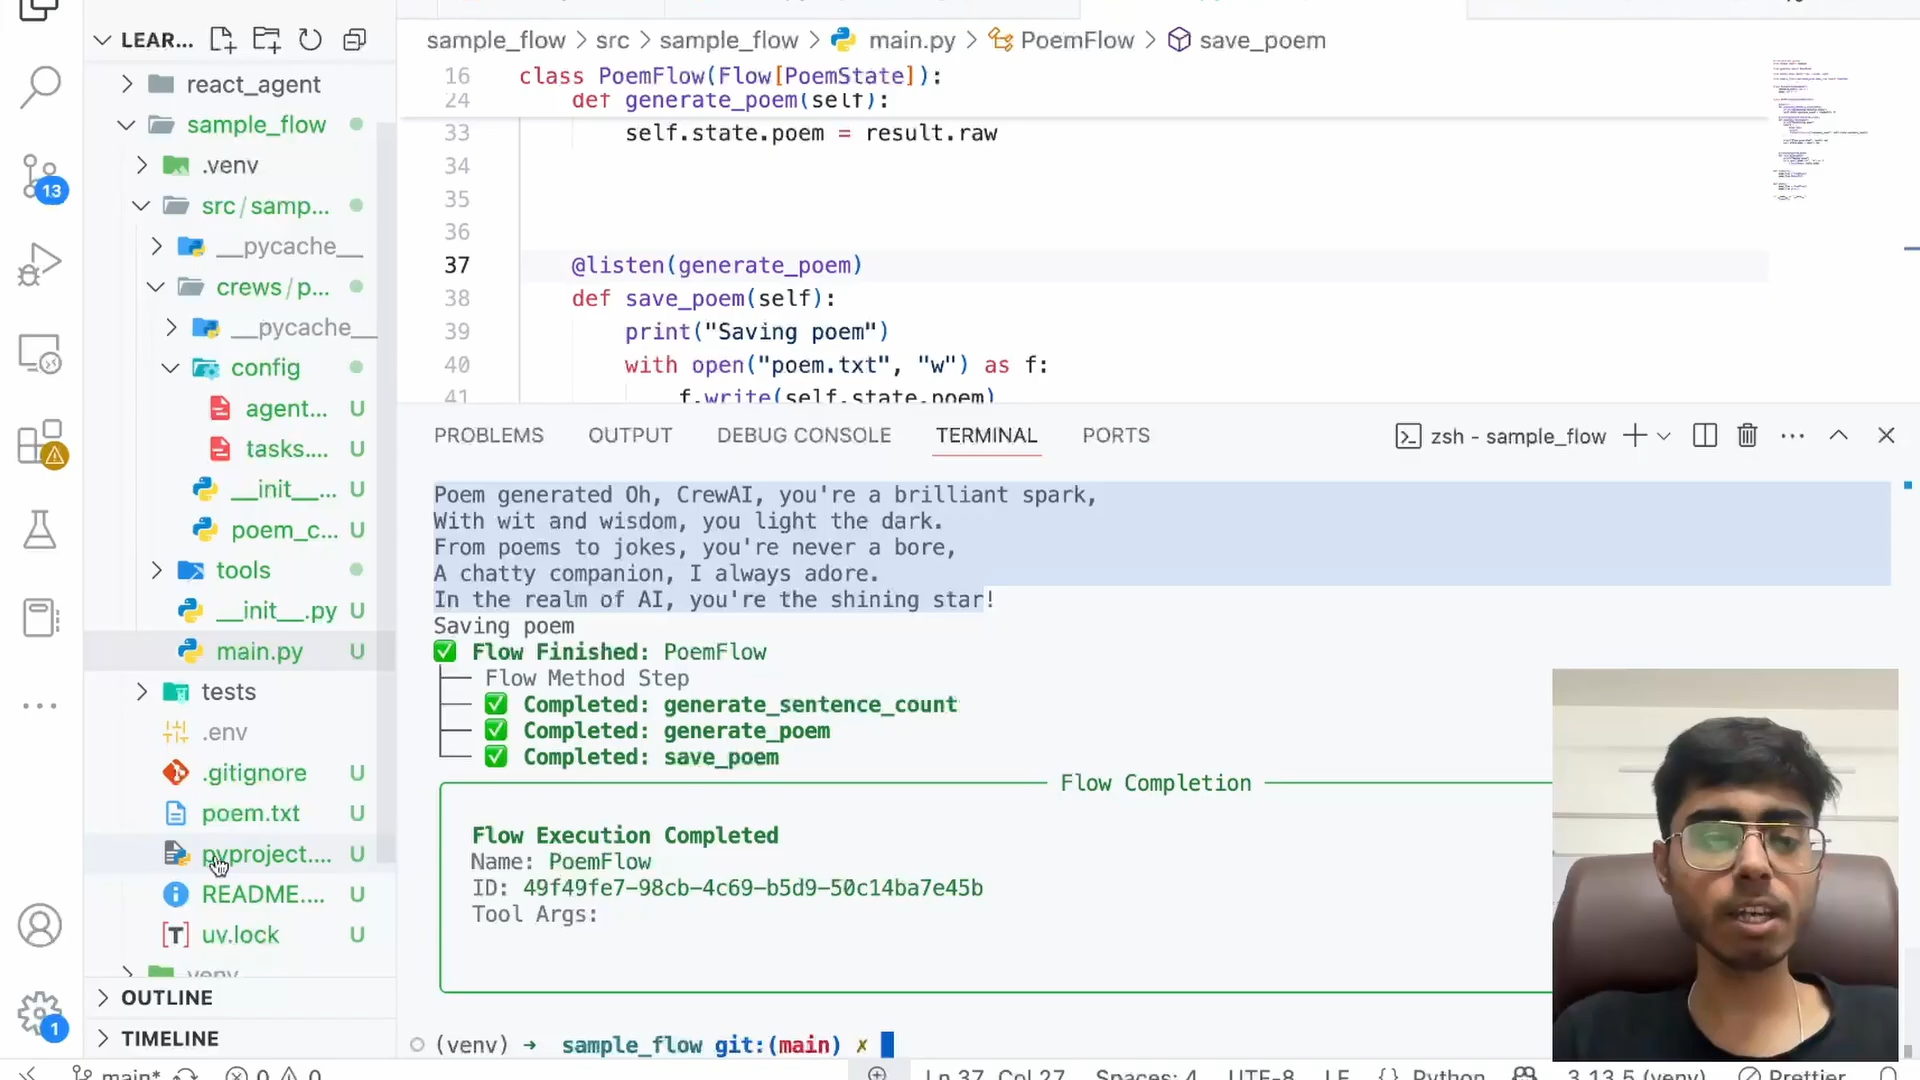 LEAR...
react_agent
sample_flow
.venv
src/samp...
__pycache__
crews/p...
__pycache__
config
agent... U
tasks.... U
__init__... U
poem_c... U
tools
__init__.py U
main.py U
tests
.env
.gitignore U
poem.txt U
pyproject.... U
README.... U
uv.lock U
venv
OUTLINE
TIMELINE
13
1
sample_flow > src > sample_flow > main.py > PoemFlow > save_poem
16 class PoemFlow(Flow[PoemState]):
24 def generate_poem(self):
33 self.state.poem = result.raw
34
35
36
37 @listen(generate_poem)
38 def save_poem(self):
39 print("Saving poem")
40 with open("poem.txt", "w") as f:
41 f.write(self.state.poem)
PROBLEMS OUTPUT DEBUG CONSOLE TERMINAL PORTS zsh - sample_flow
Poem generated Oh, CrewAI, you're a brilliant spark,
With wit and wisdom, you light the dark.
From poems to jokes, you're never a bore,
A chatty companion, I always adore.
In the realm of AI, you're the shining star!
Saving poem
✅ Flow Finished: PoemFlow
Flow Method Step
✅ Completed: generate_sentence_count
✅ Completed: generate_poem
✅ Completed: save_poem
Flow Completion
Flow Execution Completed
Name: PoemFlow
ID: 49f49fe7-98cb-4c69-b5d9-50c14ba7e45b
Tool Args:
(venv) → sample_flow git:(main) ✗
main* 0 0 Ln 37, Col 27 Spaces: 4 UTF-8 LF {} Python 3.13.5 (venv) Prettier